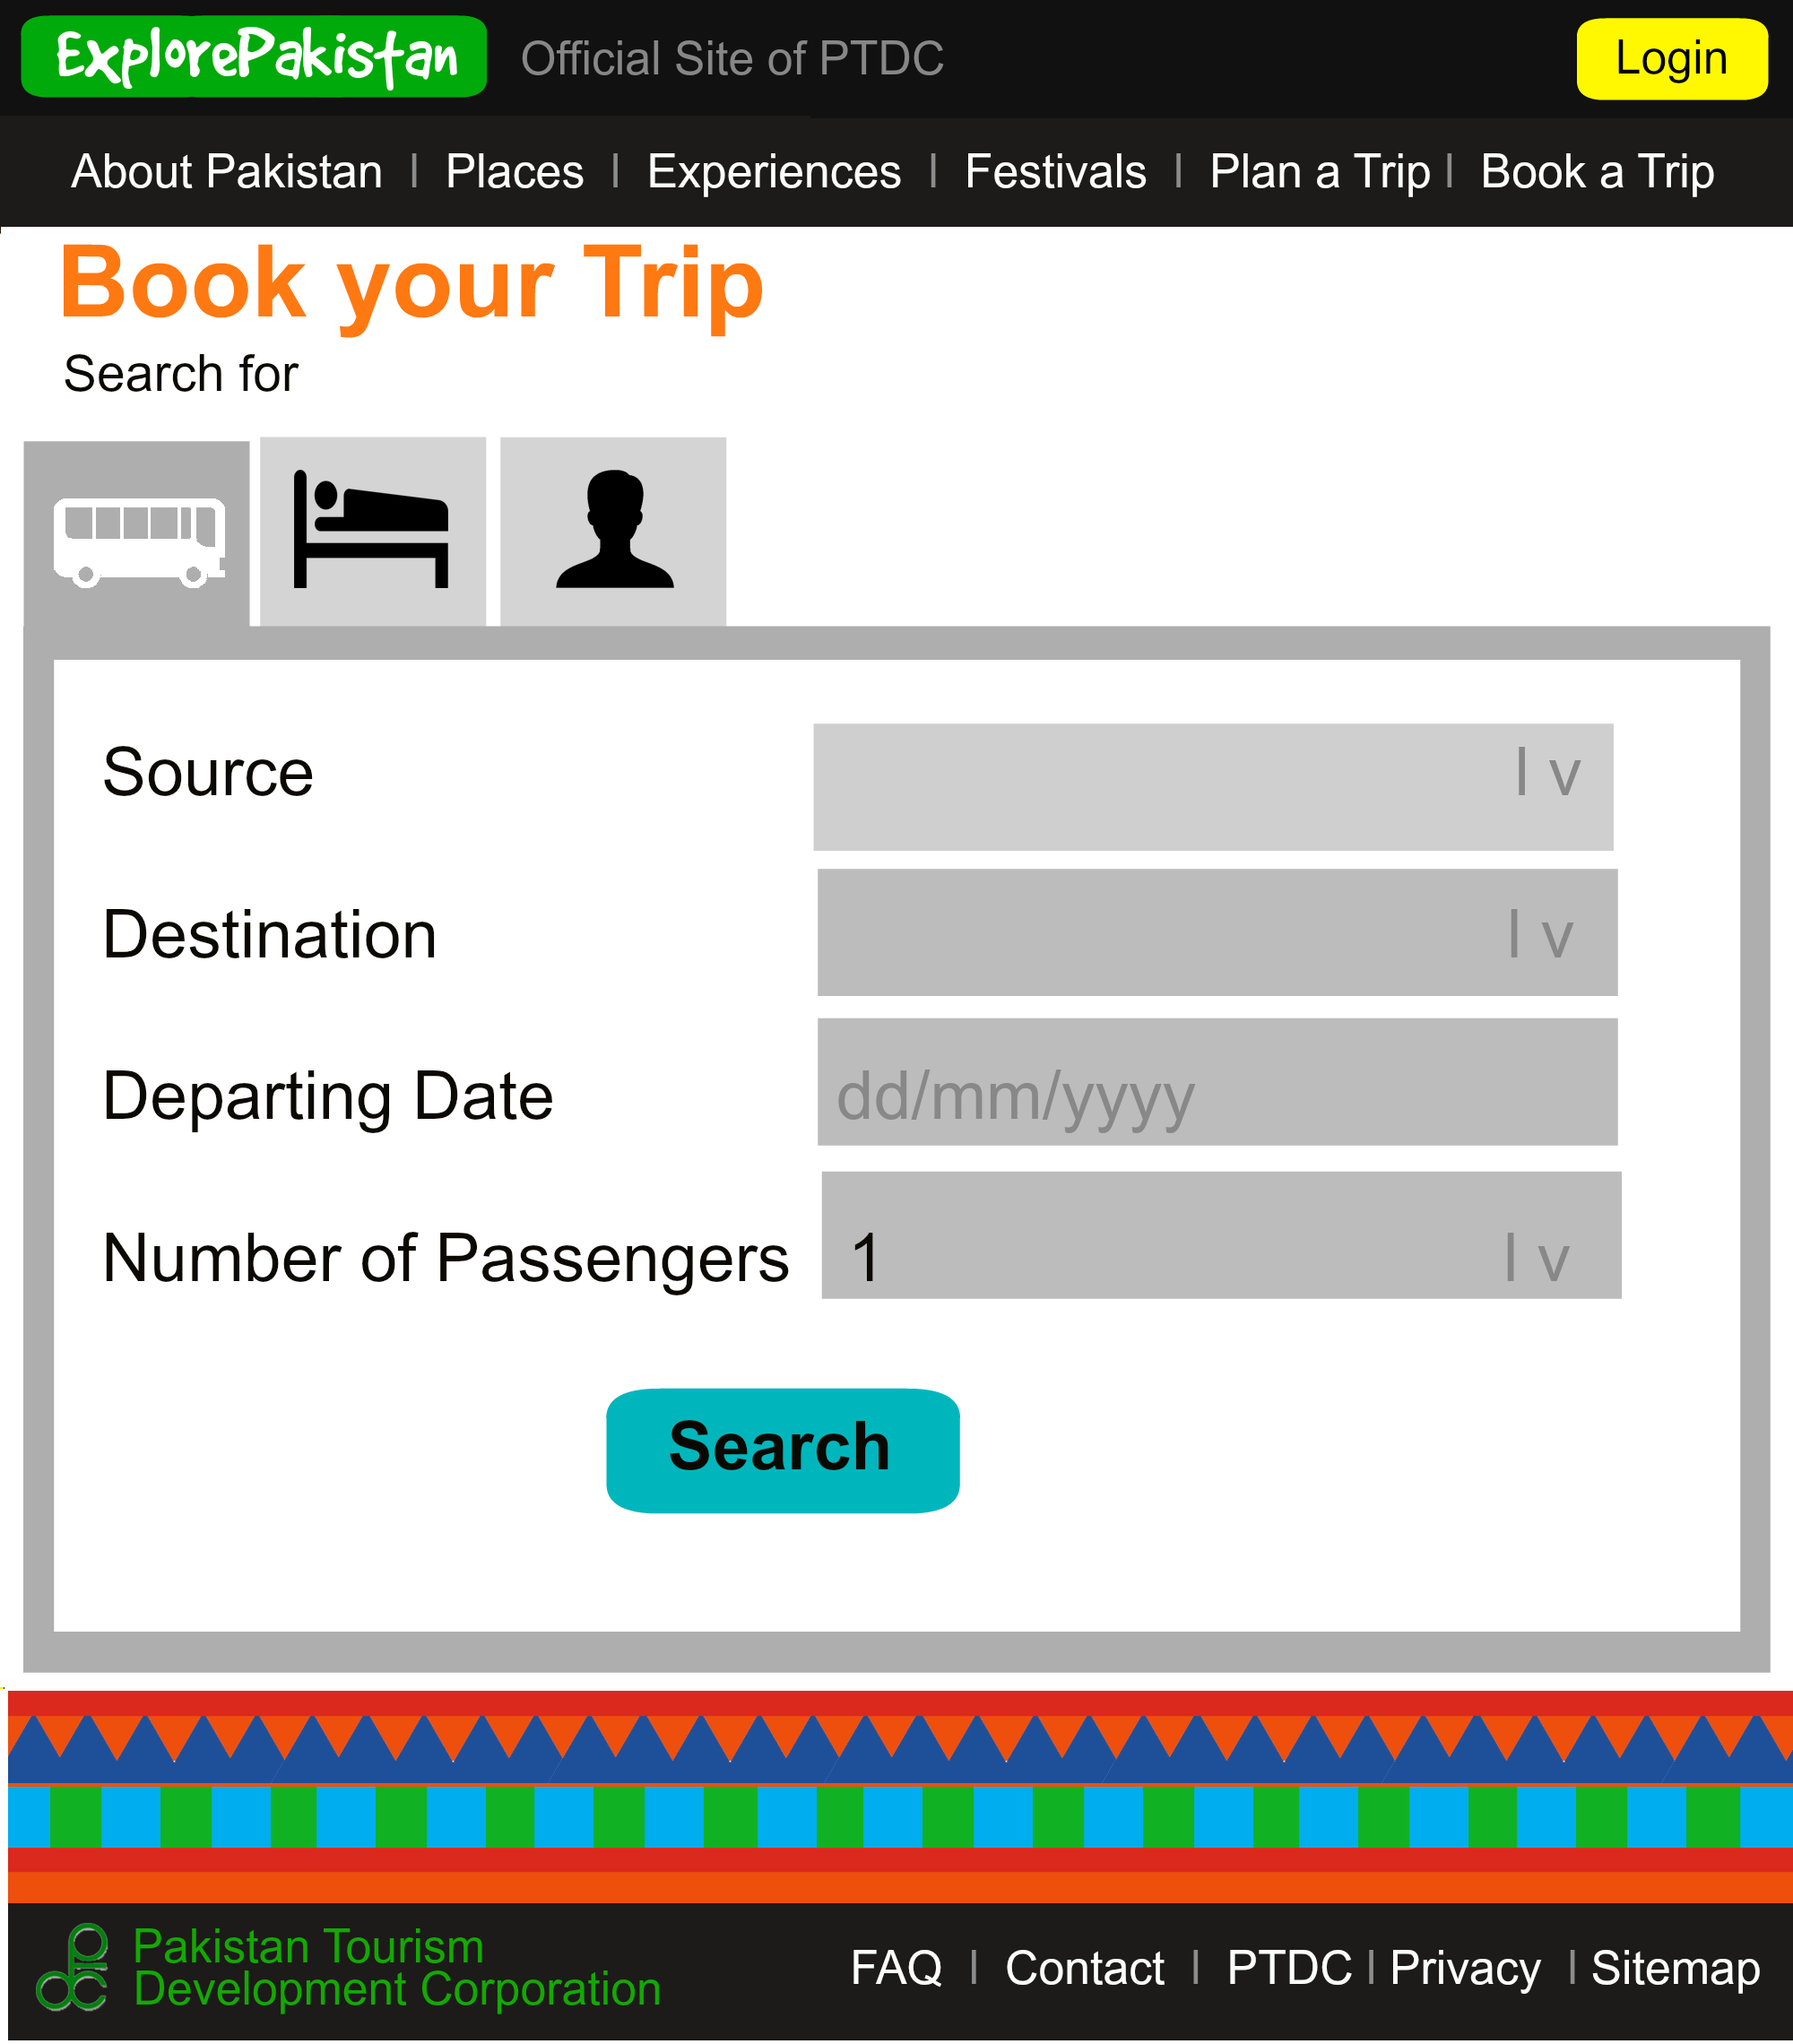 ExplorePakistan Official Site of PTDC Login
About Pakistan | Places | Experiences | Festivals | Plan a Trip | Book a Trip
Book your Trip
Search for
Source | v
Destination | v
Departing Date dd/mm/yyyy
Number of Passengers 1 | v
Search
Pakistan Tourism
Development Corporation
FAQ | Contact | PTDC | Privacy | Sitemap